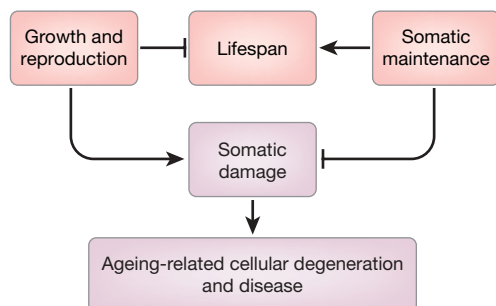 Growth and
reproduction
Lifespan
Somatic
maintenance
Somatic
damage
Ageing-related cellular degeneration
and disease